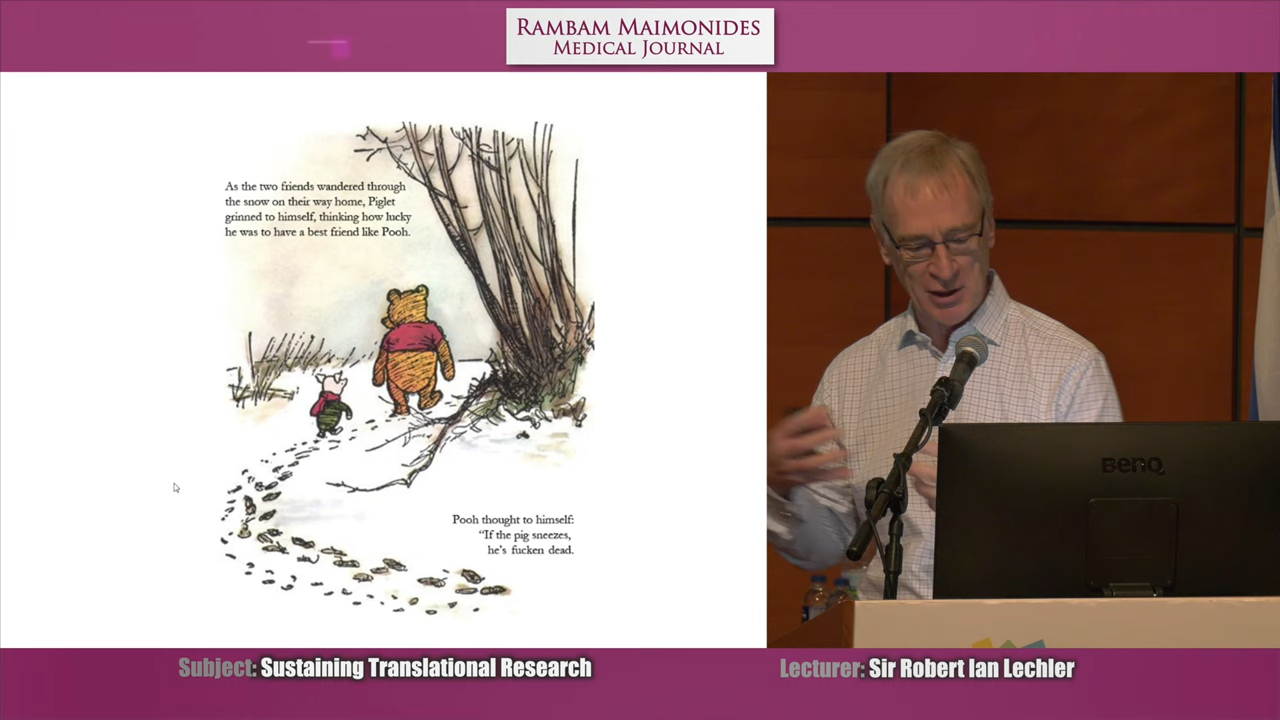 RAMBAM MAIMONIDES
MEDICAL JOURNAL
As the two friends wandered through
the snow on their way home, Piglet
grinned to himself, thinking how lucky
he was to have a best friend like Pooh.
Pooh thought to himself:
“If the pig sneezes,
he's fucken dead.
BENQ
Subject: Sustaining Translational Research
Lecturer: Sir Robert Ian Lechler